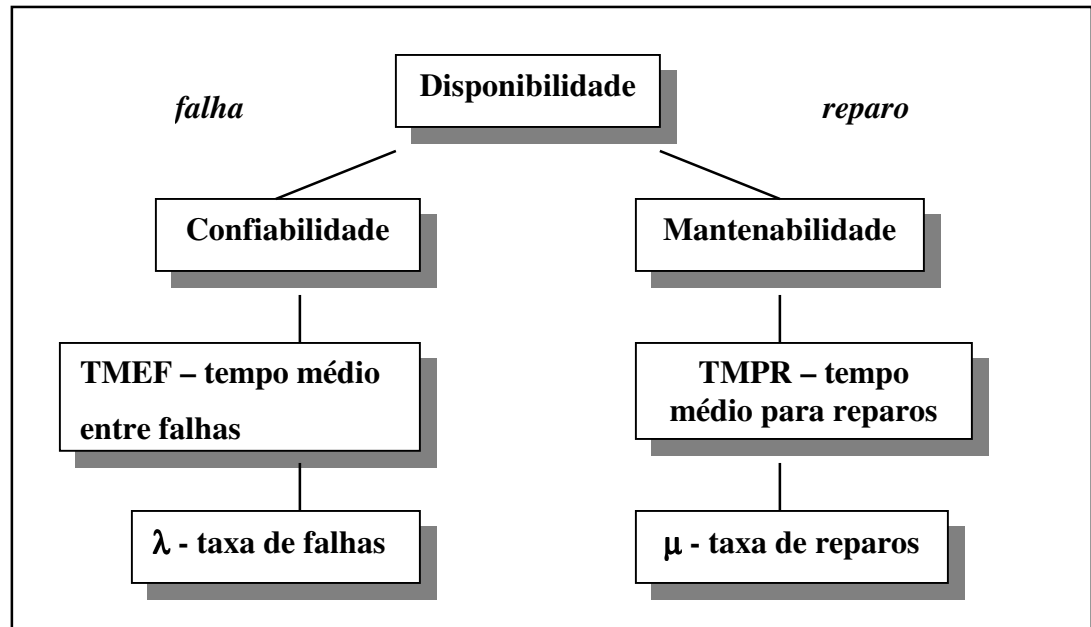 Disponibilidade
falha
reparo
Confiabilidade
Mantenabilidade
TMEF – tempo médio
entre falhas
TMPR – tempo
médio para reparos
λ - taxa de falhas
μ - taxa de reparos